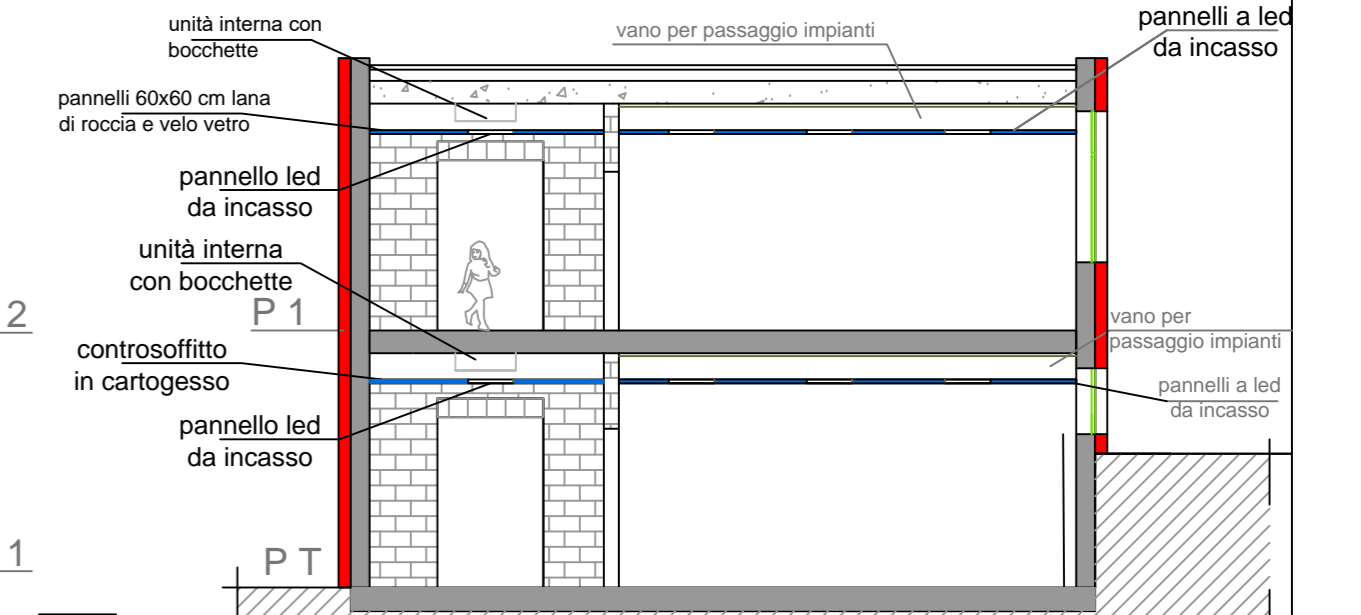 unità interna con
bocchette
vano per passaggio impianti
pannelli a led
da incasso
pannelli 60x60 cm lana
di roccia e velo vetro
pannello led
da incasso
unità interna
con bocchette
2
P 1
vano per
passaggio impianti
controsoffitto
in cartogesso
pannelli a led
da incasso
pannello led
da incasso
1
P T